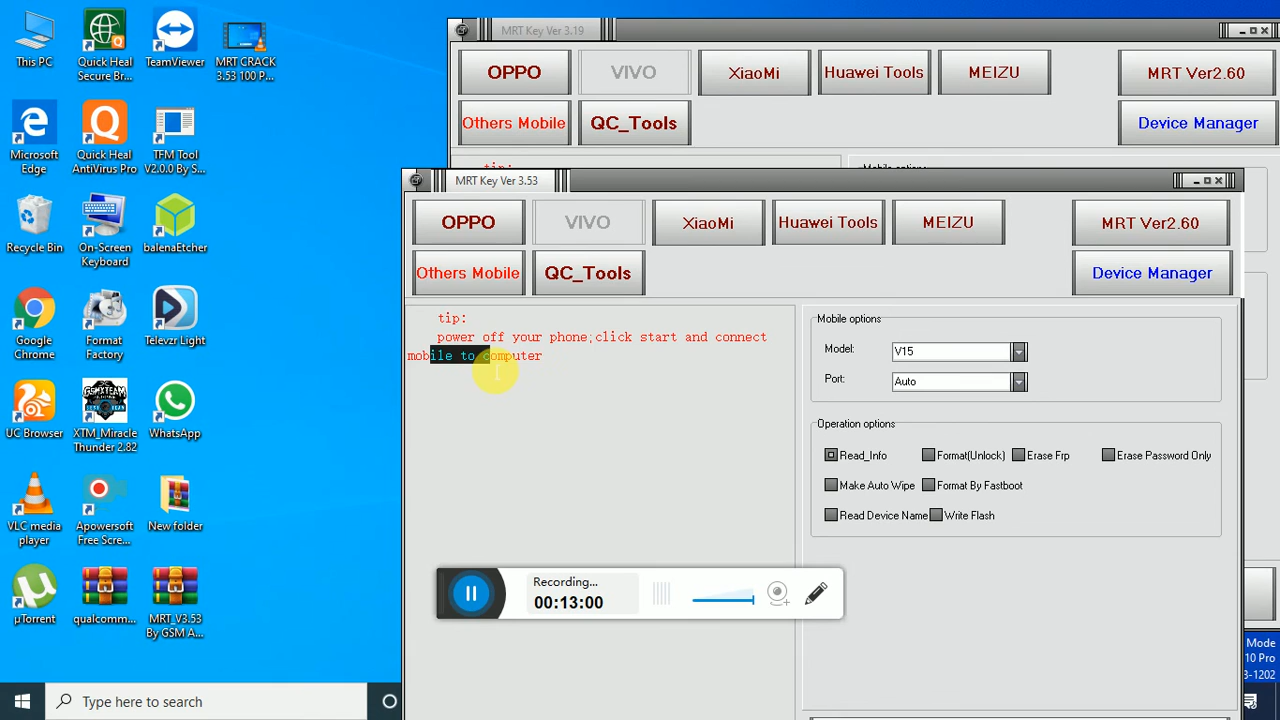 This PC
Quick Heal
Secure Br...
TeamViewer
MRT CRACK
3.53 100 P...
Microsoft
Edge
Quick Heal
AntiVirus Pro
TFM Tool
V2.0.0 By S...
Recycle Bin
On-Screen
Keyboard
balenaEtcher
Google
Chrome
Format
Factory
Televzr Light
UC Browser
XTM_Miracle
Thunder 2.82
WhatsApp
VLC media
player
Apowersoft
Free Scree...
New folder
µTorrent
qualcomm...
MRT_V3.53
By GSM A...
Type here to search
MRT Key Ver 3.19
OPPO
VIVO
XiaoMi
Huawei Tools
MEIZU
MRT Ver2.60
Others Mobile
QC_Tools
Device Manager
tip:
Mobile options
MRT Key Ver 3.53
OPPO
VIVO
XiaoMi
Huawei Tools
MEIZU
MRT Ver2.60
Others Mobile
QC_Tools
Device Manager
tip:
power off your phone;click start and connect
mobile to computer
Mobile options
Model:
V15
Port:
Auto
Operation options
Read_Info
Format(Unlock)
Erase Frp
Erase Password Only
Make Auto Wipe
Format By Fastboot
Read Device Name
Write Flash
Recording...
00:13:00
Mode
10 Pro
3-1202